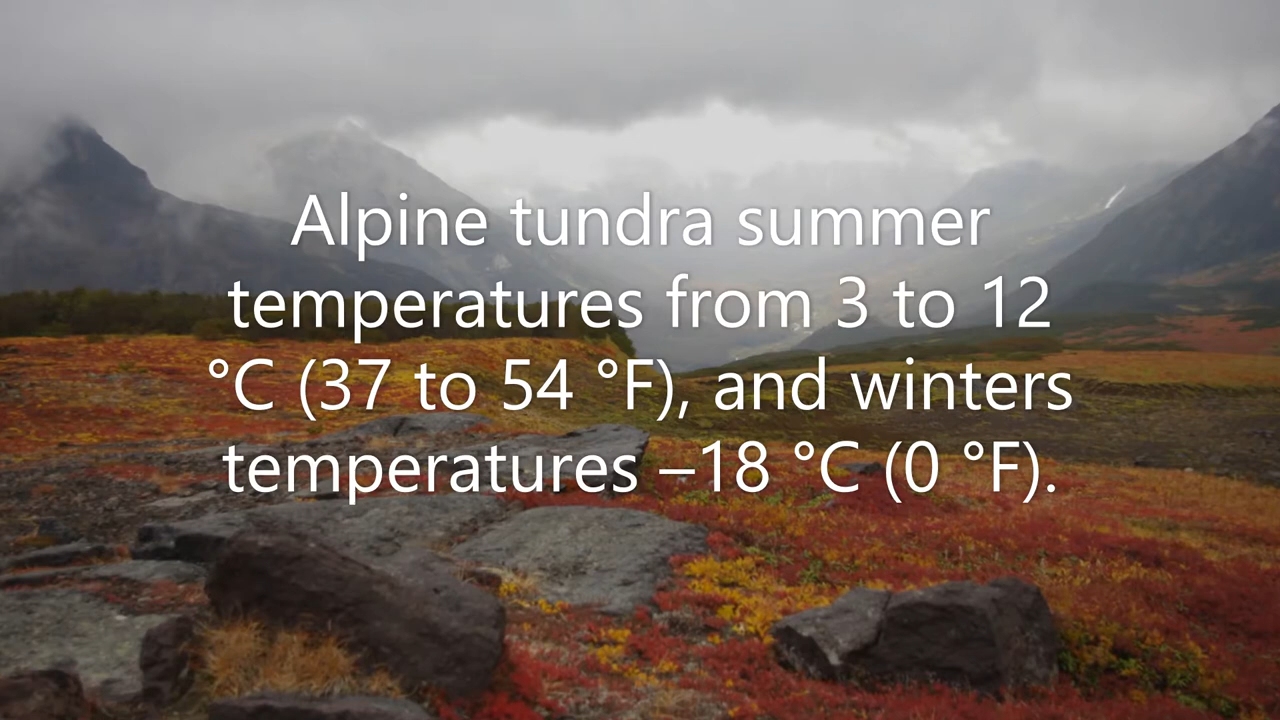 Alpine tundra summer
temperatures from 3 to 12
°C (37 to 54 °F), and winters
temperatures –18 °C (0 °F).